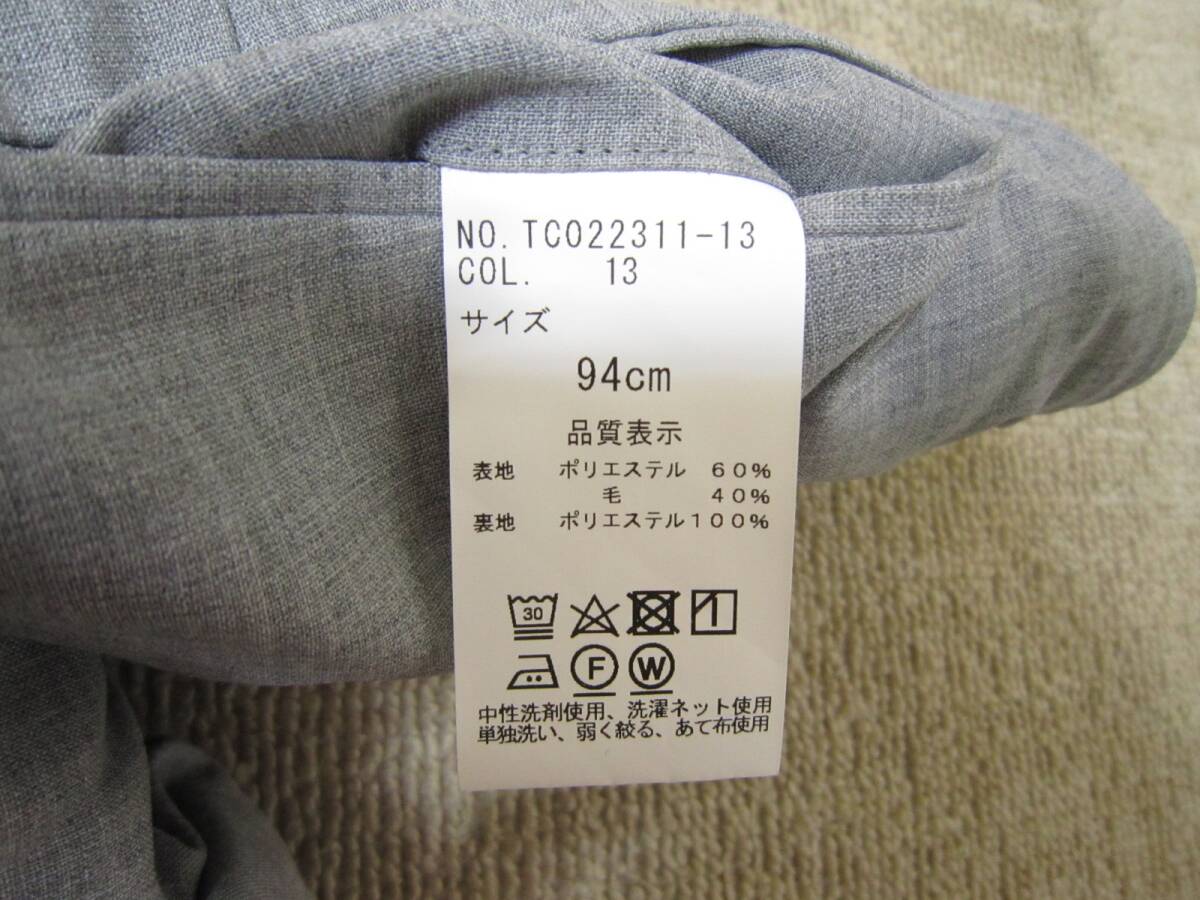 NO.TC022311-13
COL. 13
サイズ
94cm
品質表示
表地 ポリエステル 60%
毛 40%
裏地 ポリエステル100%
30
F W
中性洗剤使用、洗濯ネット使用
単独洗い、弱く絞る、あて布使用